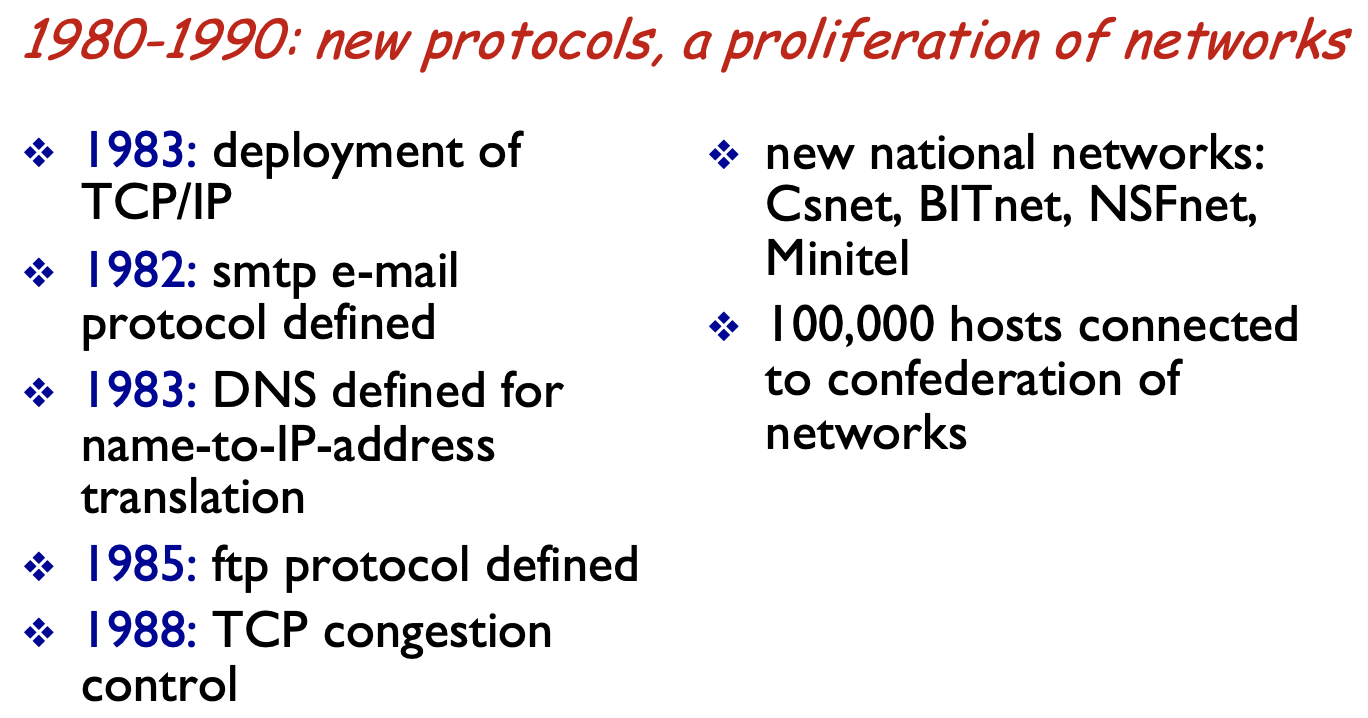 1980-1990: new protocols, a proliferation of networks
❖ 1983: deployment of
TCP/IP
❖ 1982: smtp e-mail
protocol defined
❖ 1983: DNS defined for
name-to-IP-address
translation
❖ 1985: ftp protocol defined
❖ 1988: TCP congestion
control
❖ new national networks:
Csnet, BITnet, NSFnet,
Minitel
❖ 100,000 hosts connected
to confederation of
networks